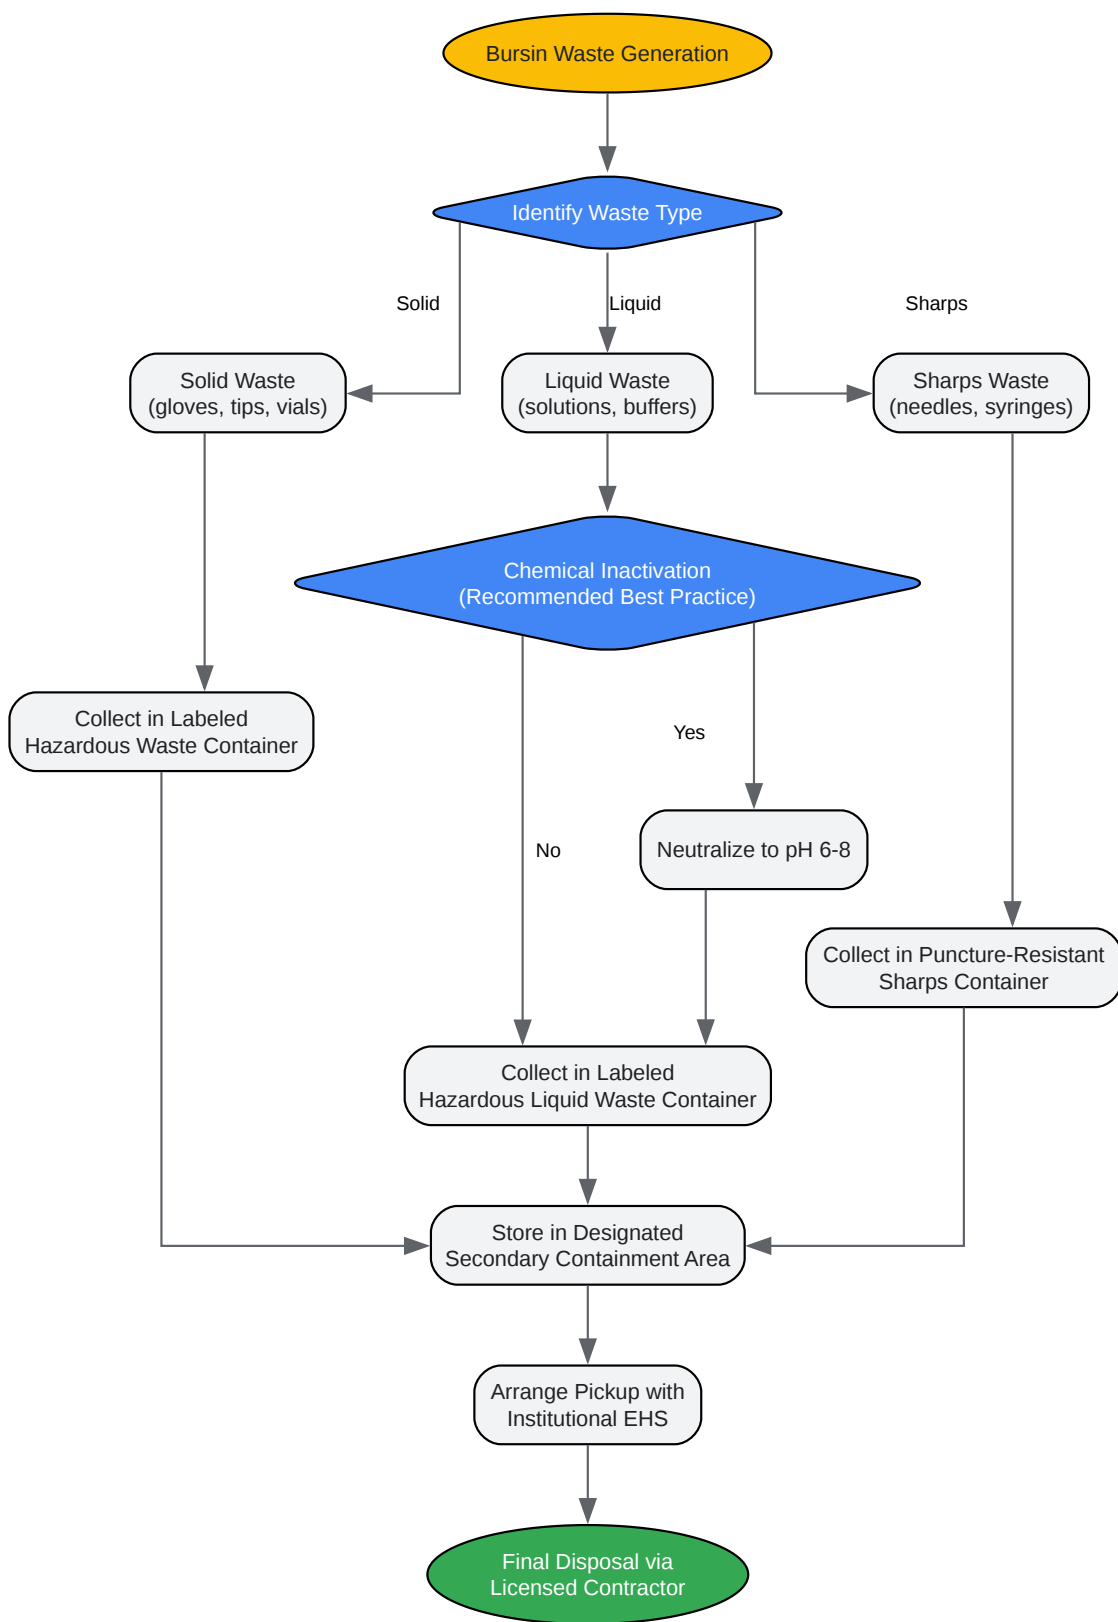 Bursin Waste Generation
Identify Waste Type
Solid
Liquid
Sharps
Solid Waste
(gloves, tips, vials)
Liquid Waste
(solutions, buffers)
Sharps Waste
(needles, syringes)
Chemical Inactivation
(Recommended Best Practice)
Collect in Labeled
Hazardous Waste Container
Yes
No
Neutralize to pH 6-8
Collect in Puncture-Resistant
Sharps Container
Collect in Labeled
Hazardous Liquid Waste Container
Store in Designated
Secondary Containment Area
Arrange Pickup with
Institutional EHS
Final Disposal via
Licensed Contractor